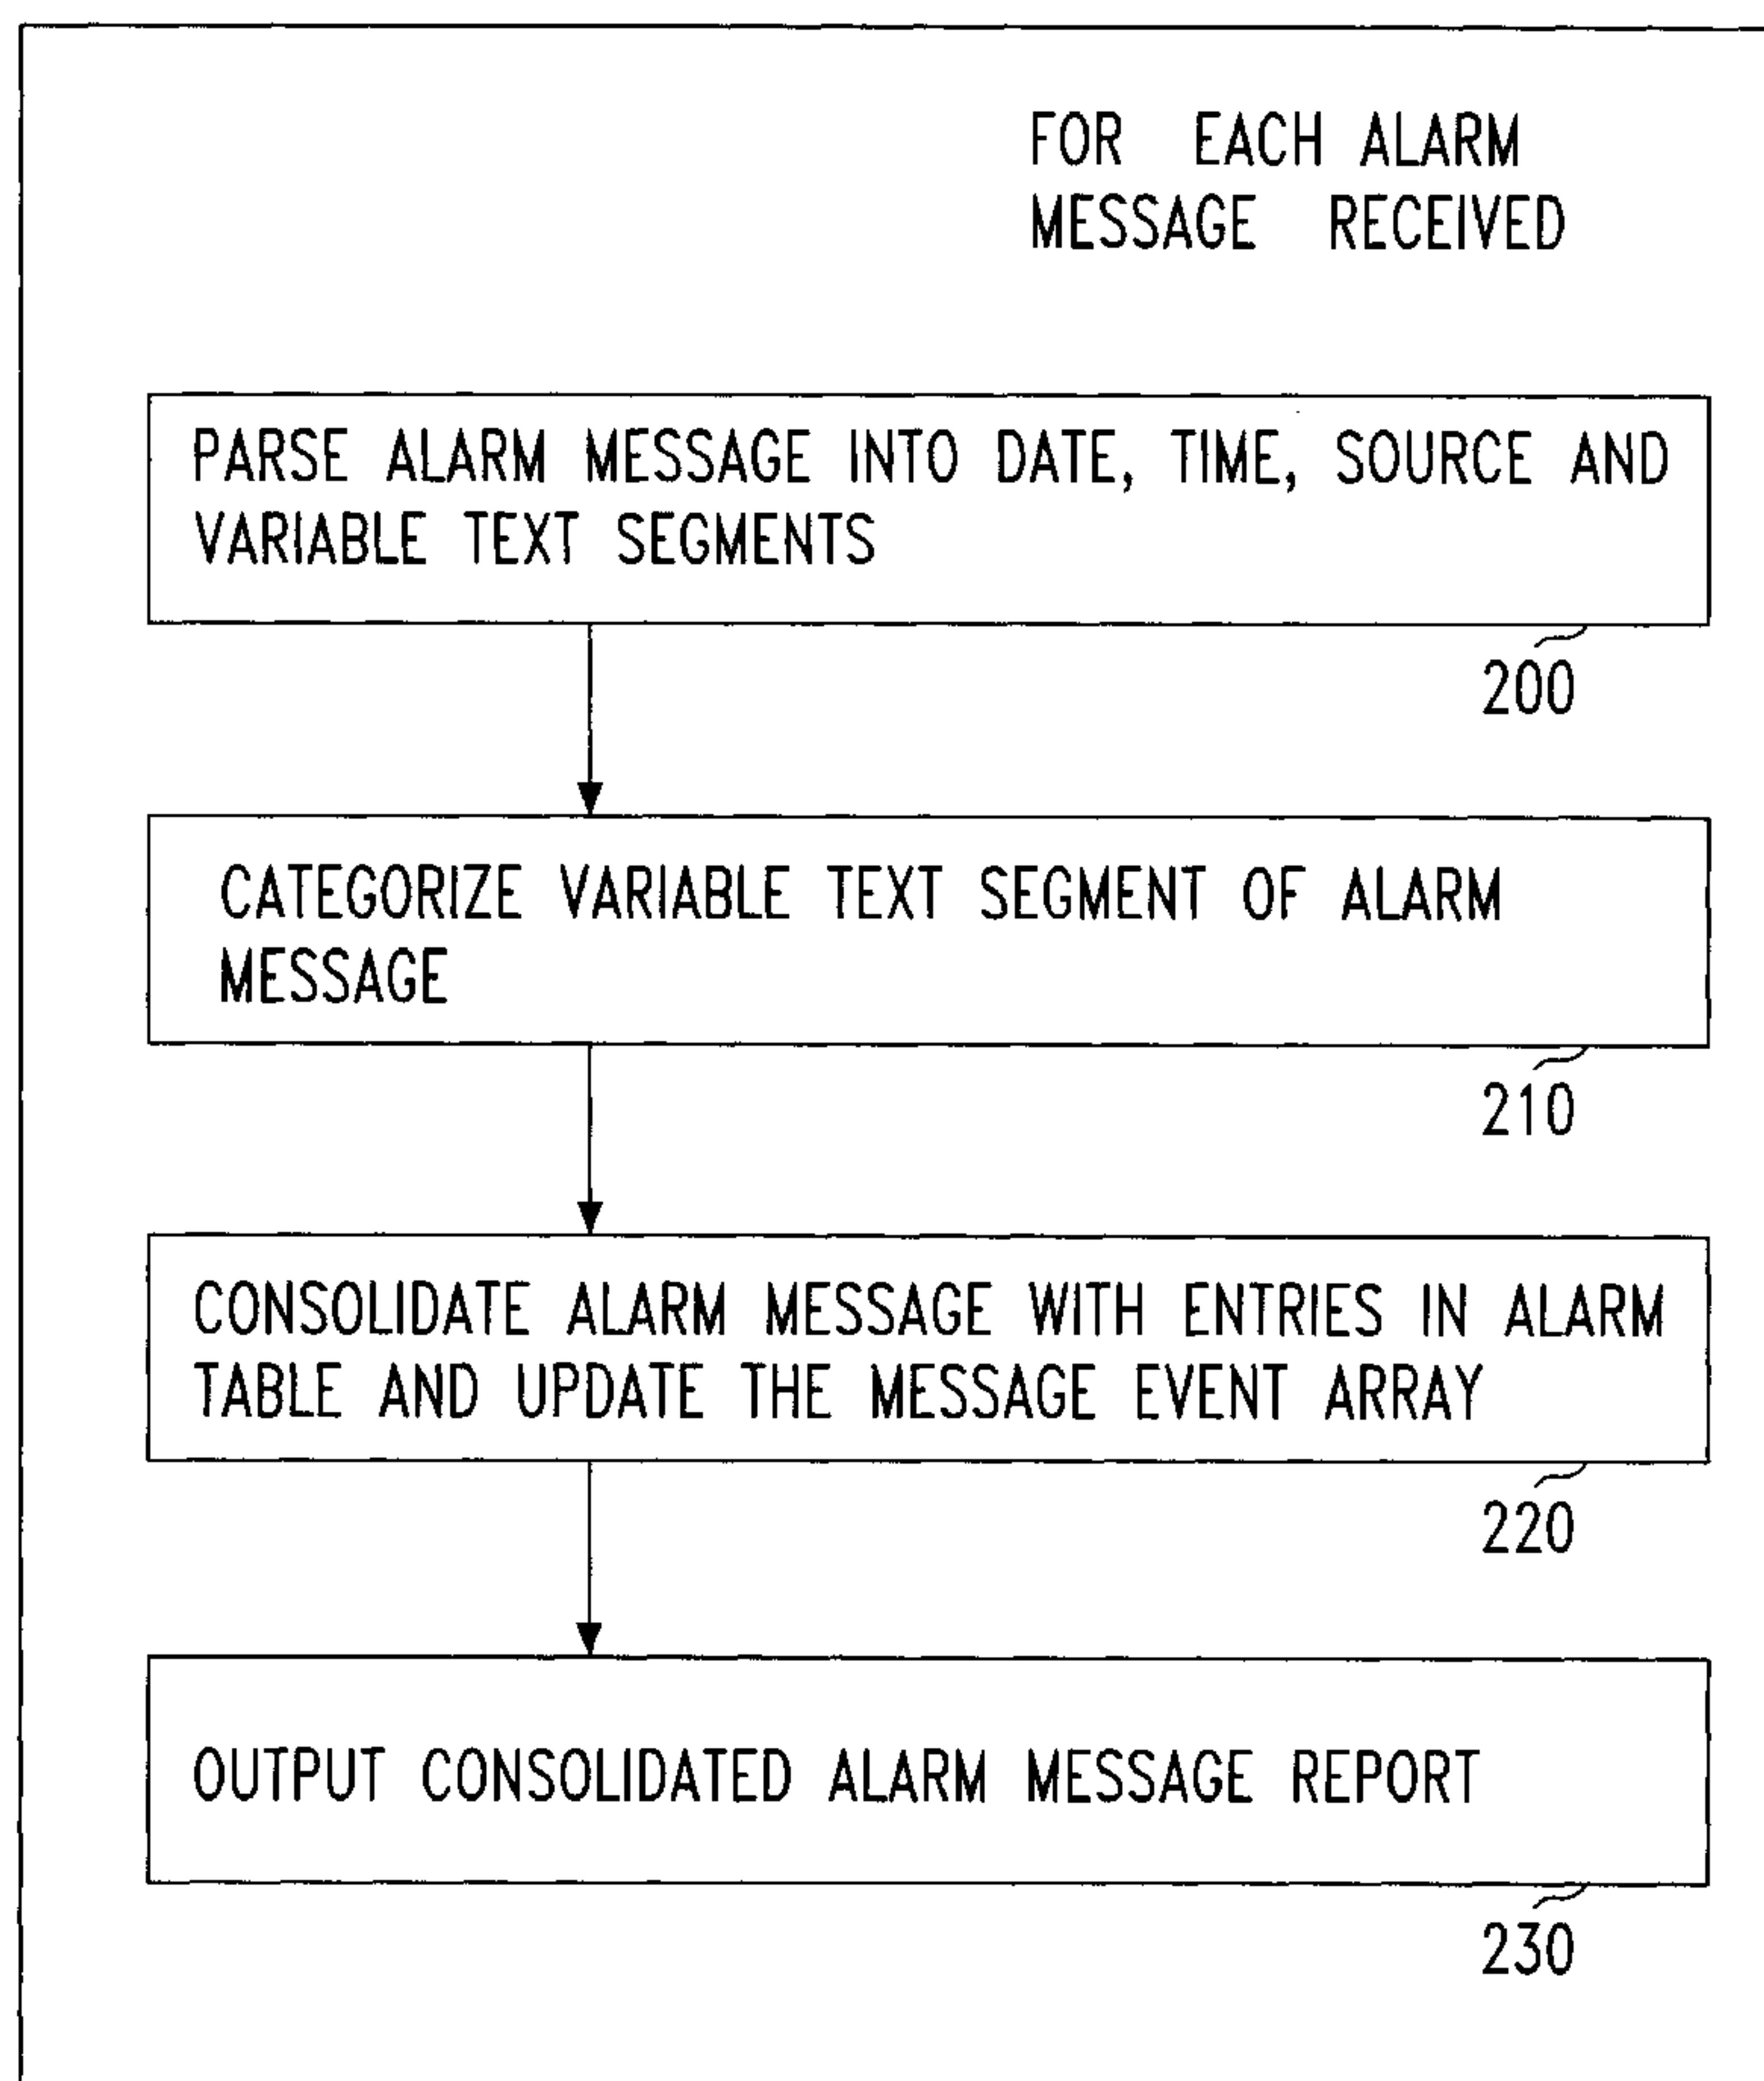 FOR EACH ALARM
MESSAGE RECEIVED
PARSE ALARM MESSAGE INTO DATE, TIME, SOURCE AND
VARIABLE TEXT SEGMENTS
200
CATEGORIZE VARIABLE TEXT SEGMENT OF ALARM
MESSAGE
210
CONSOLIDATE ALARM MESSAGE WITH ENTRIES IN ALARM
TABLE AND UPDATE THE MESSAGE EVENT ARRAY
220
OUTPUT CONSOLIDATED ALARM MESSAGE REPORT
230